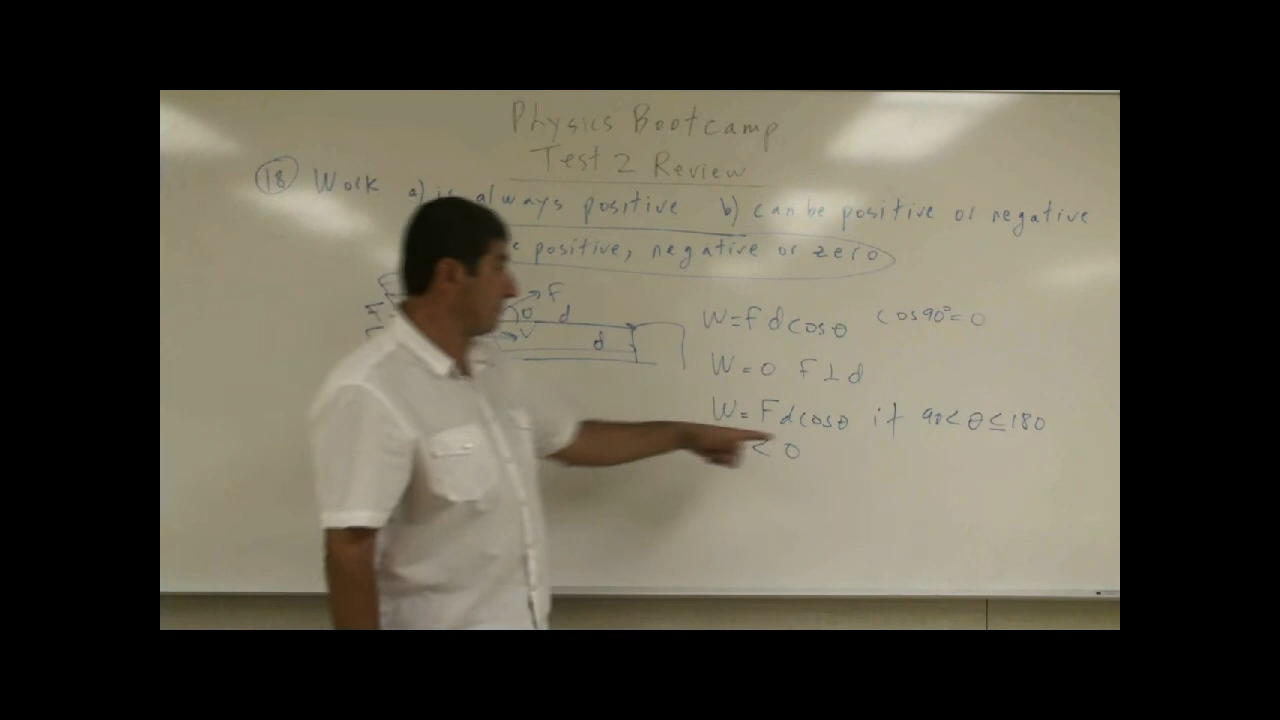 Physics Bootcamp
Test 2 Review
18 Work a) is always positive b) can be positive or negative
positive, negative or zero
F
θ d
V
d
W=Fdcosθ cos90°=0
W=0 F⊥d
W=Fdcosθ if 90<θ≤180
<0